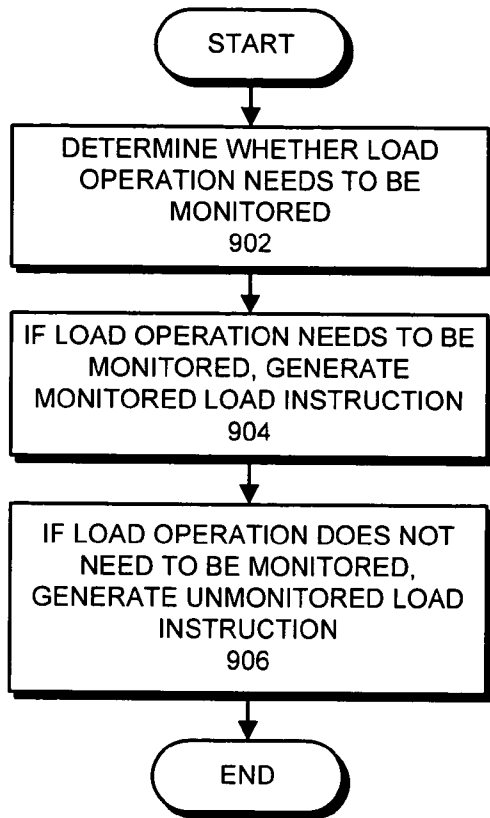 START
DETERMINE WHETHER LOAD
OPERATION NEEDS TO BE
MONITORED
902
IF LOAD OPERATION NEEDS TO BE
MONITORED, GENERATE
MONITORED LOAD INSTRUCTION
904
IF LOAD OPERATION DOES NOT
NEED TO BE MONITORED,
GENERATE UNMONITORED LOAD
INSTRUCTION
906
END